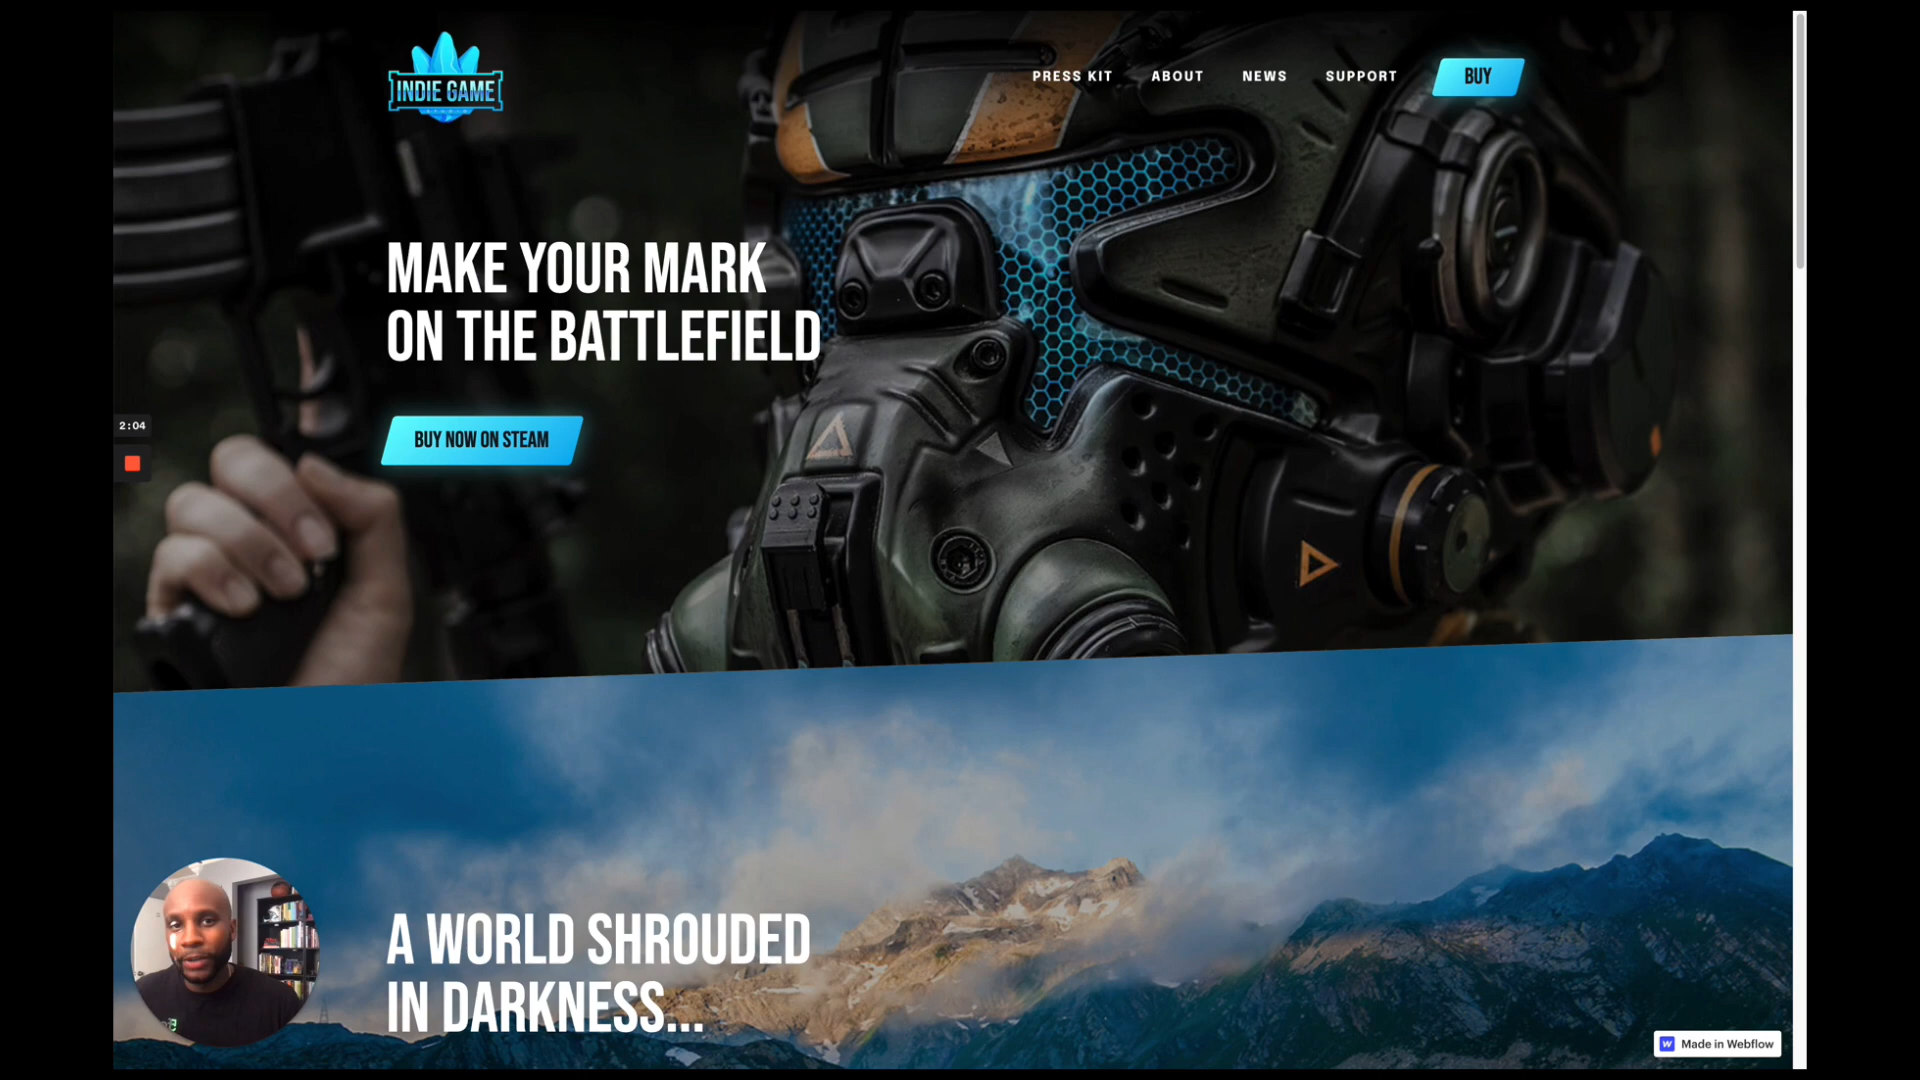 INDIE GAME
PRESS KIT
ABOUT
NEWS
SUPPORT
BUY
MAKE YOUR MARK
ON THE BATTLEFIELD
BUY NOW ON STEAM
2:04
A WORLD SHROUDED
IN DARKNESS...
Made in Webflow